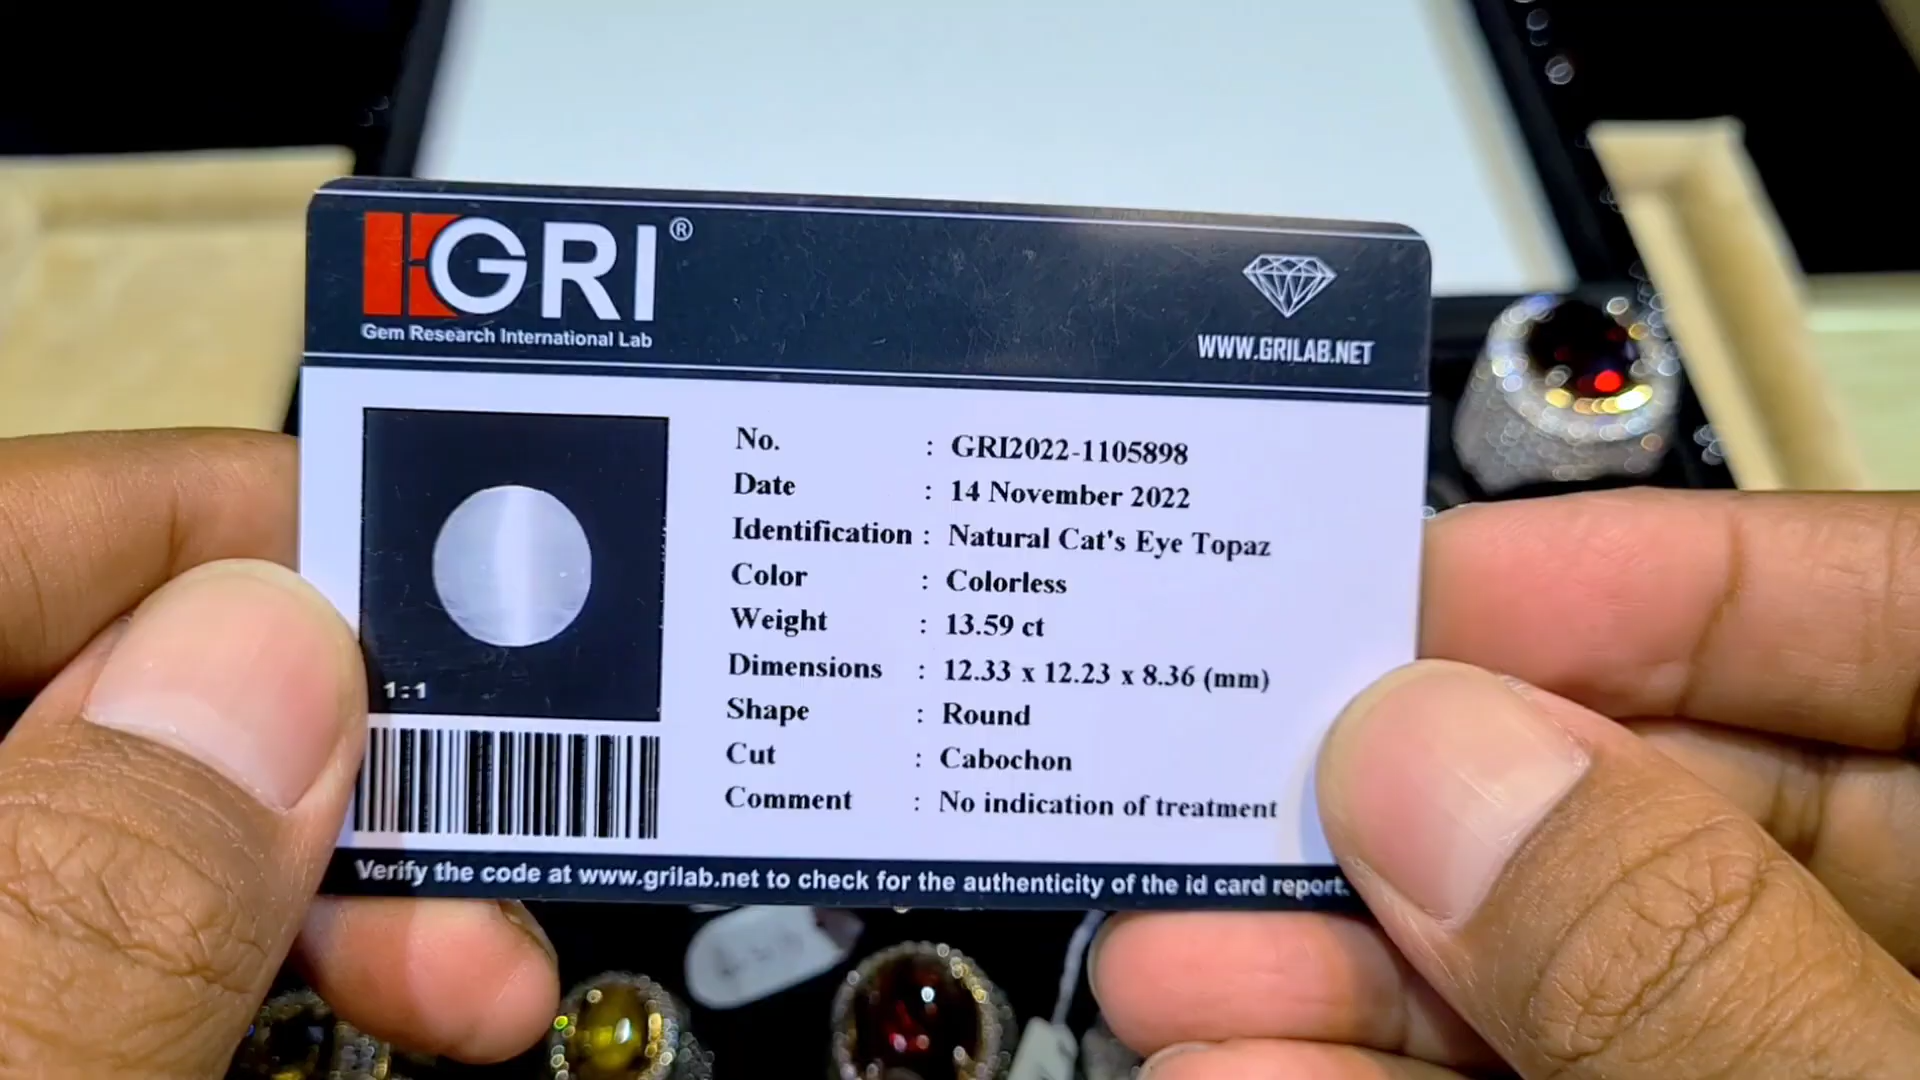 GRI®
Gem Research International Lab
WWW.GRILAB.NET
No. : GRI2022-1105898
Date : 14 November 2022
Identification : Natural Cat's Eye Topaz
Color : Colorless
Weight : 13.59 ct
Dimensions : 12.33 x 12.23 x 8.36 (mm)
Shape : Round
Cut : Cabochon
Comment : No indication of treatment
1:1
Verify the code at www.grilab.net to check for the authenticity of the id card report.